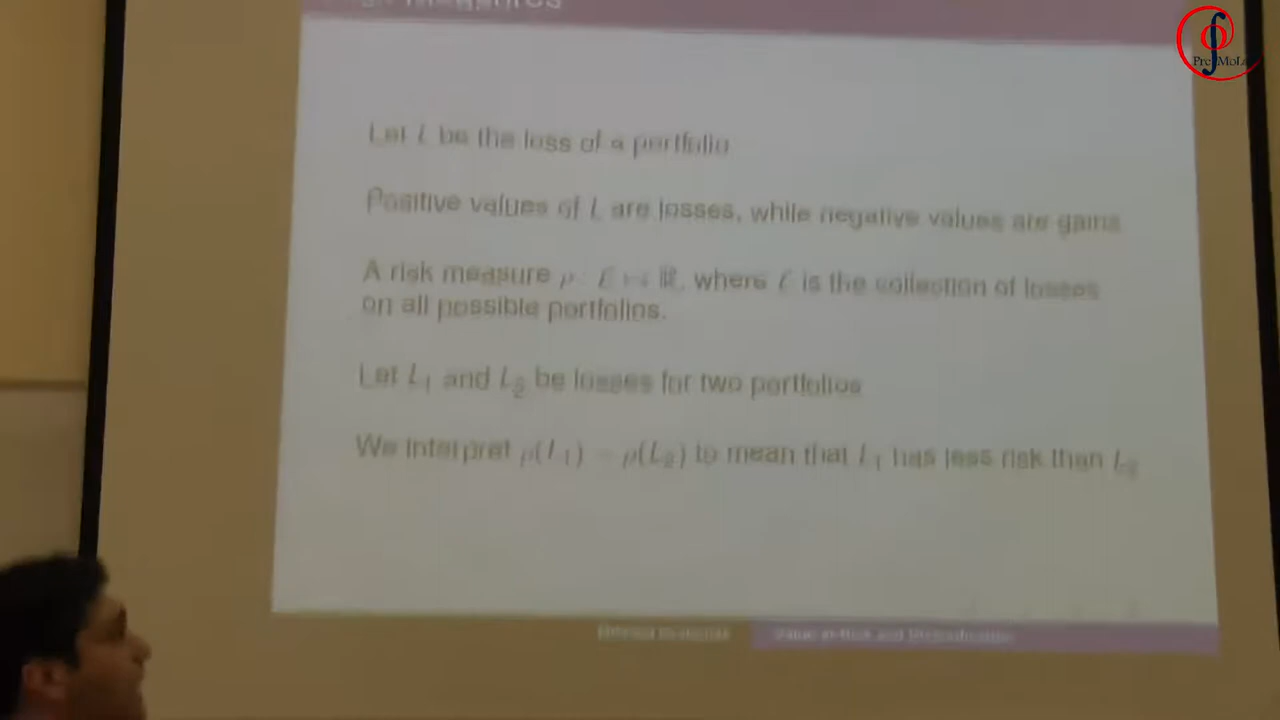 Let L be the loss of a portfolio
Positive values of L are losses, while negative values are gains
A risk measure ρ : ℒ ↦ ℝ, where ℒ is the collection of losses
on all possible portfolios.
Let L₁ and L₂ be losses for two portfolios
We interpret ρ(L₁) ρ(L₂) to mean that L₁ has less risk than L₂